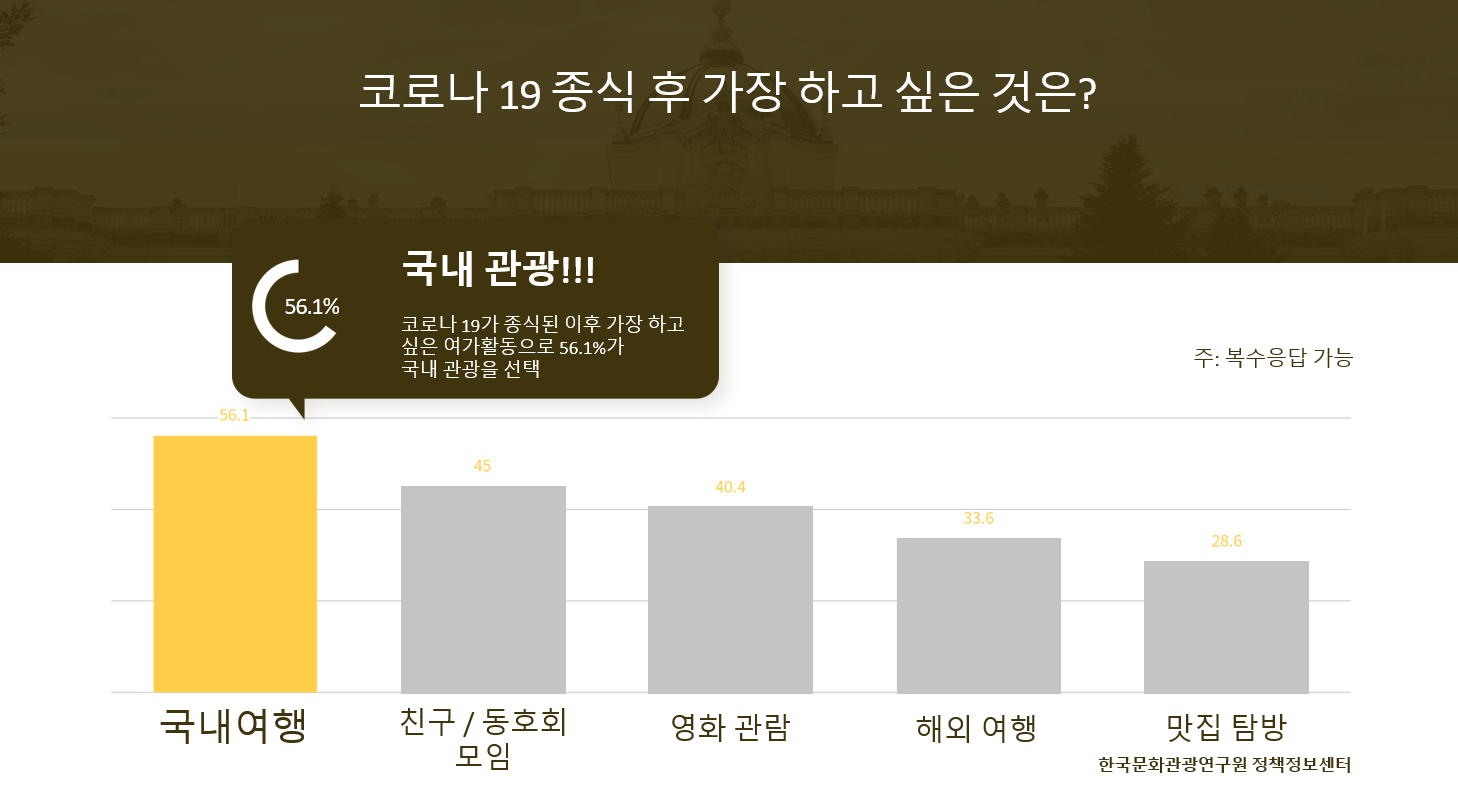 코로나 19 종식 후 가장 하고 싶은 것은?
56.1%
국내 관광!!!
코로나 19가 종식된 이후 가장 하고
싶은 여가활동으로 56.1%가
국내 관광을 선택
주: 복수응답 가능
56.1
45
40.4
33.6
28.6
국내여행
친구 / 동호회
모임
영화 관람
해외 여행
맛집 탐방
한국문화관광연구원 정책정보센터